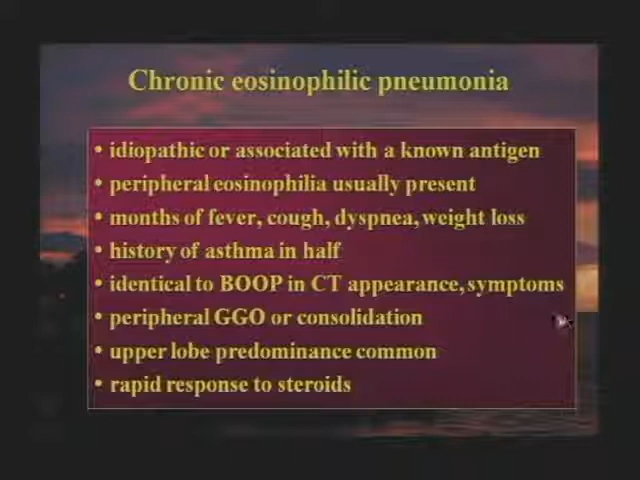 Chronic eosinophilic pneumonia
• idiopathic or associated with a known antigen
• peripheral eosinophilia usually present
• months of fever, cough, dyspnea, weight loss
• history of asthma in half
• identical to BOOP in CT appearance, symptoms
• peripheral GGO or consolidation
• upper lobe predominance common
• rapid response to steroids